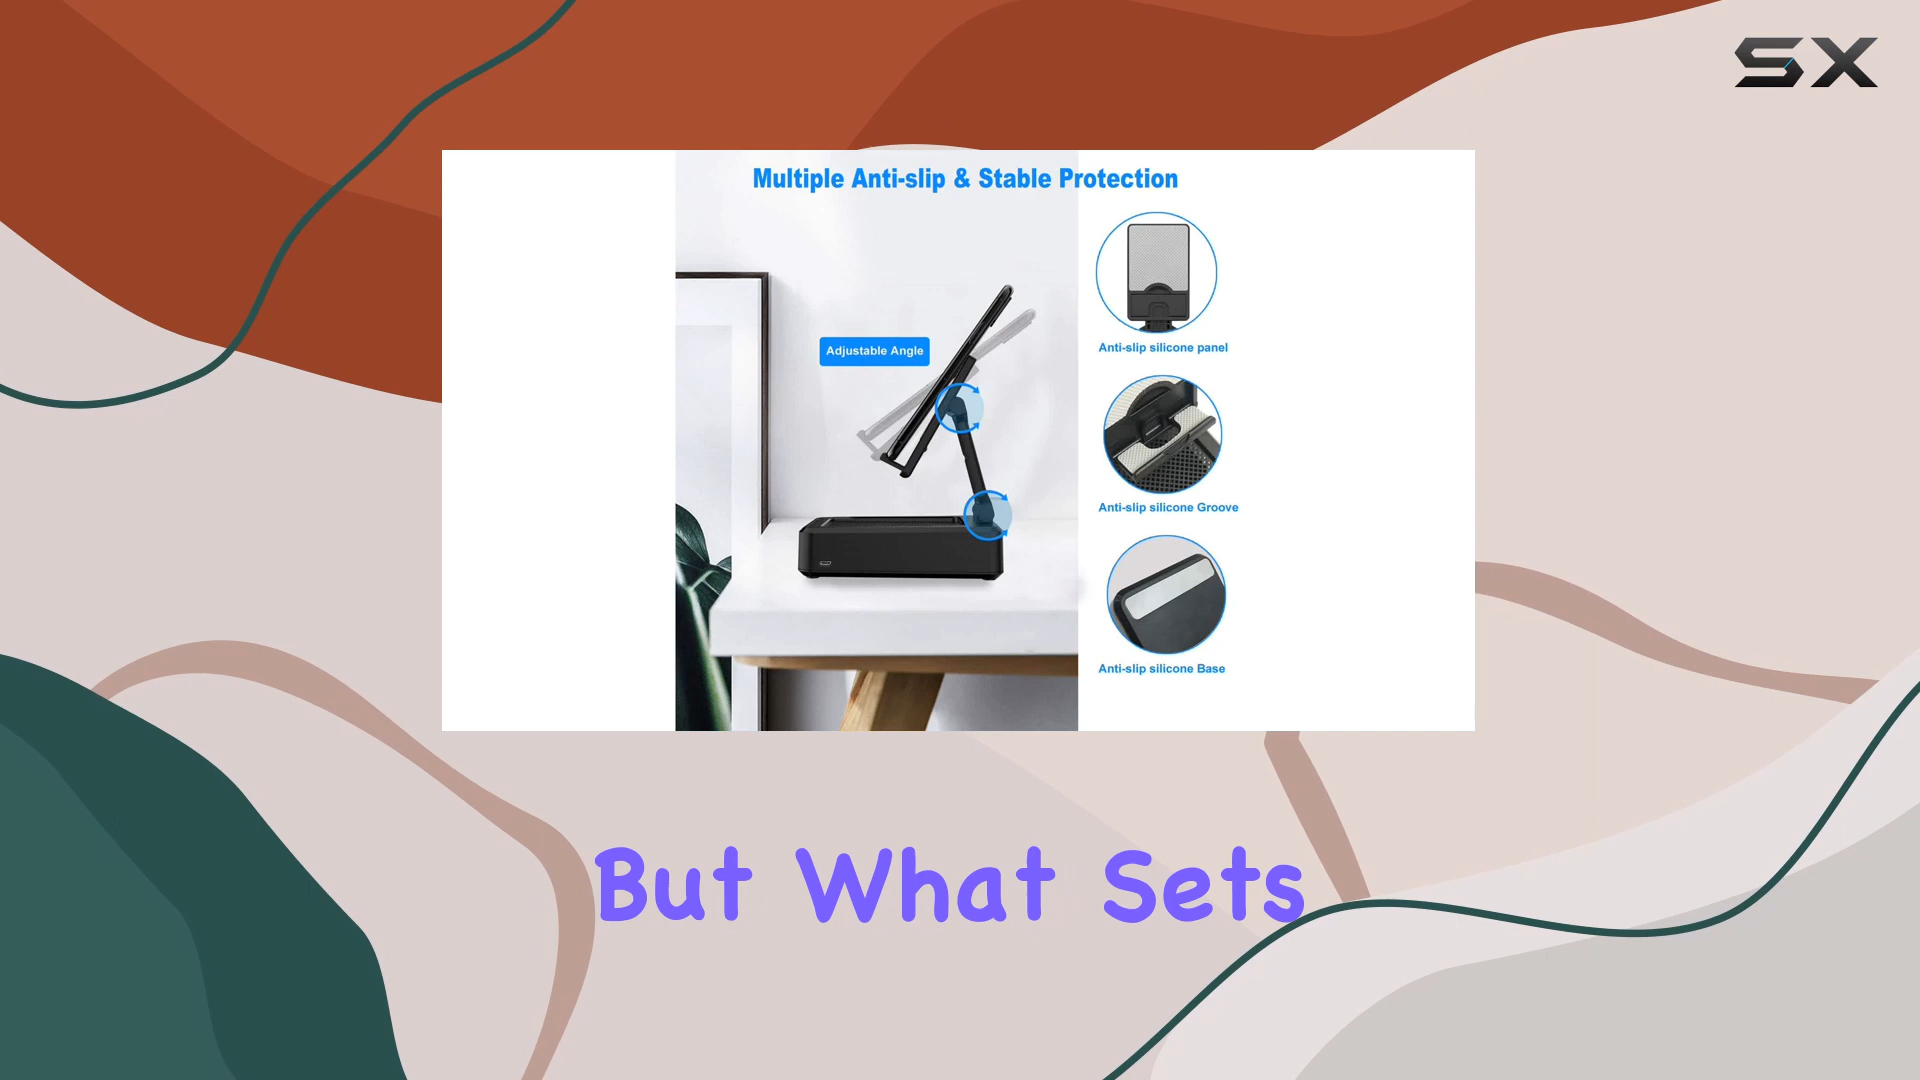 SX
Multiple Anti-slip & Stable Protection
Adjustable Angle
Anti-slip silicone panel
Anti-slip silicone Groove
Anti-slip silicone Base
But What Sets